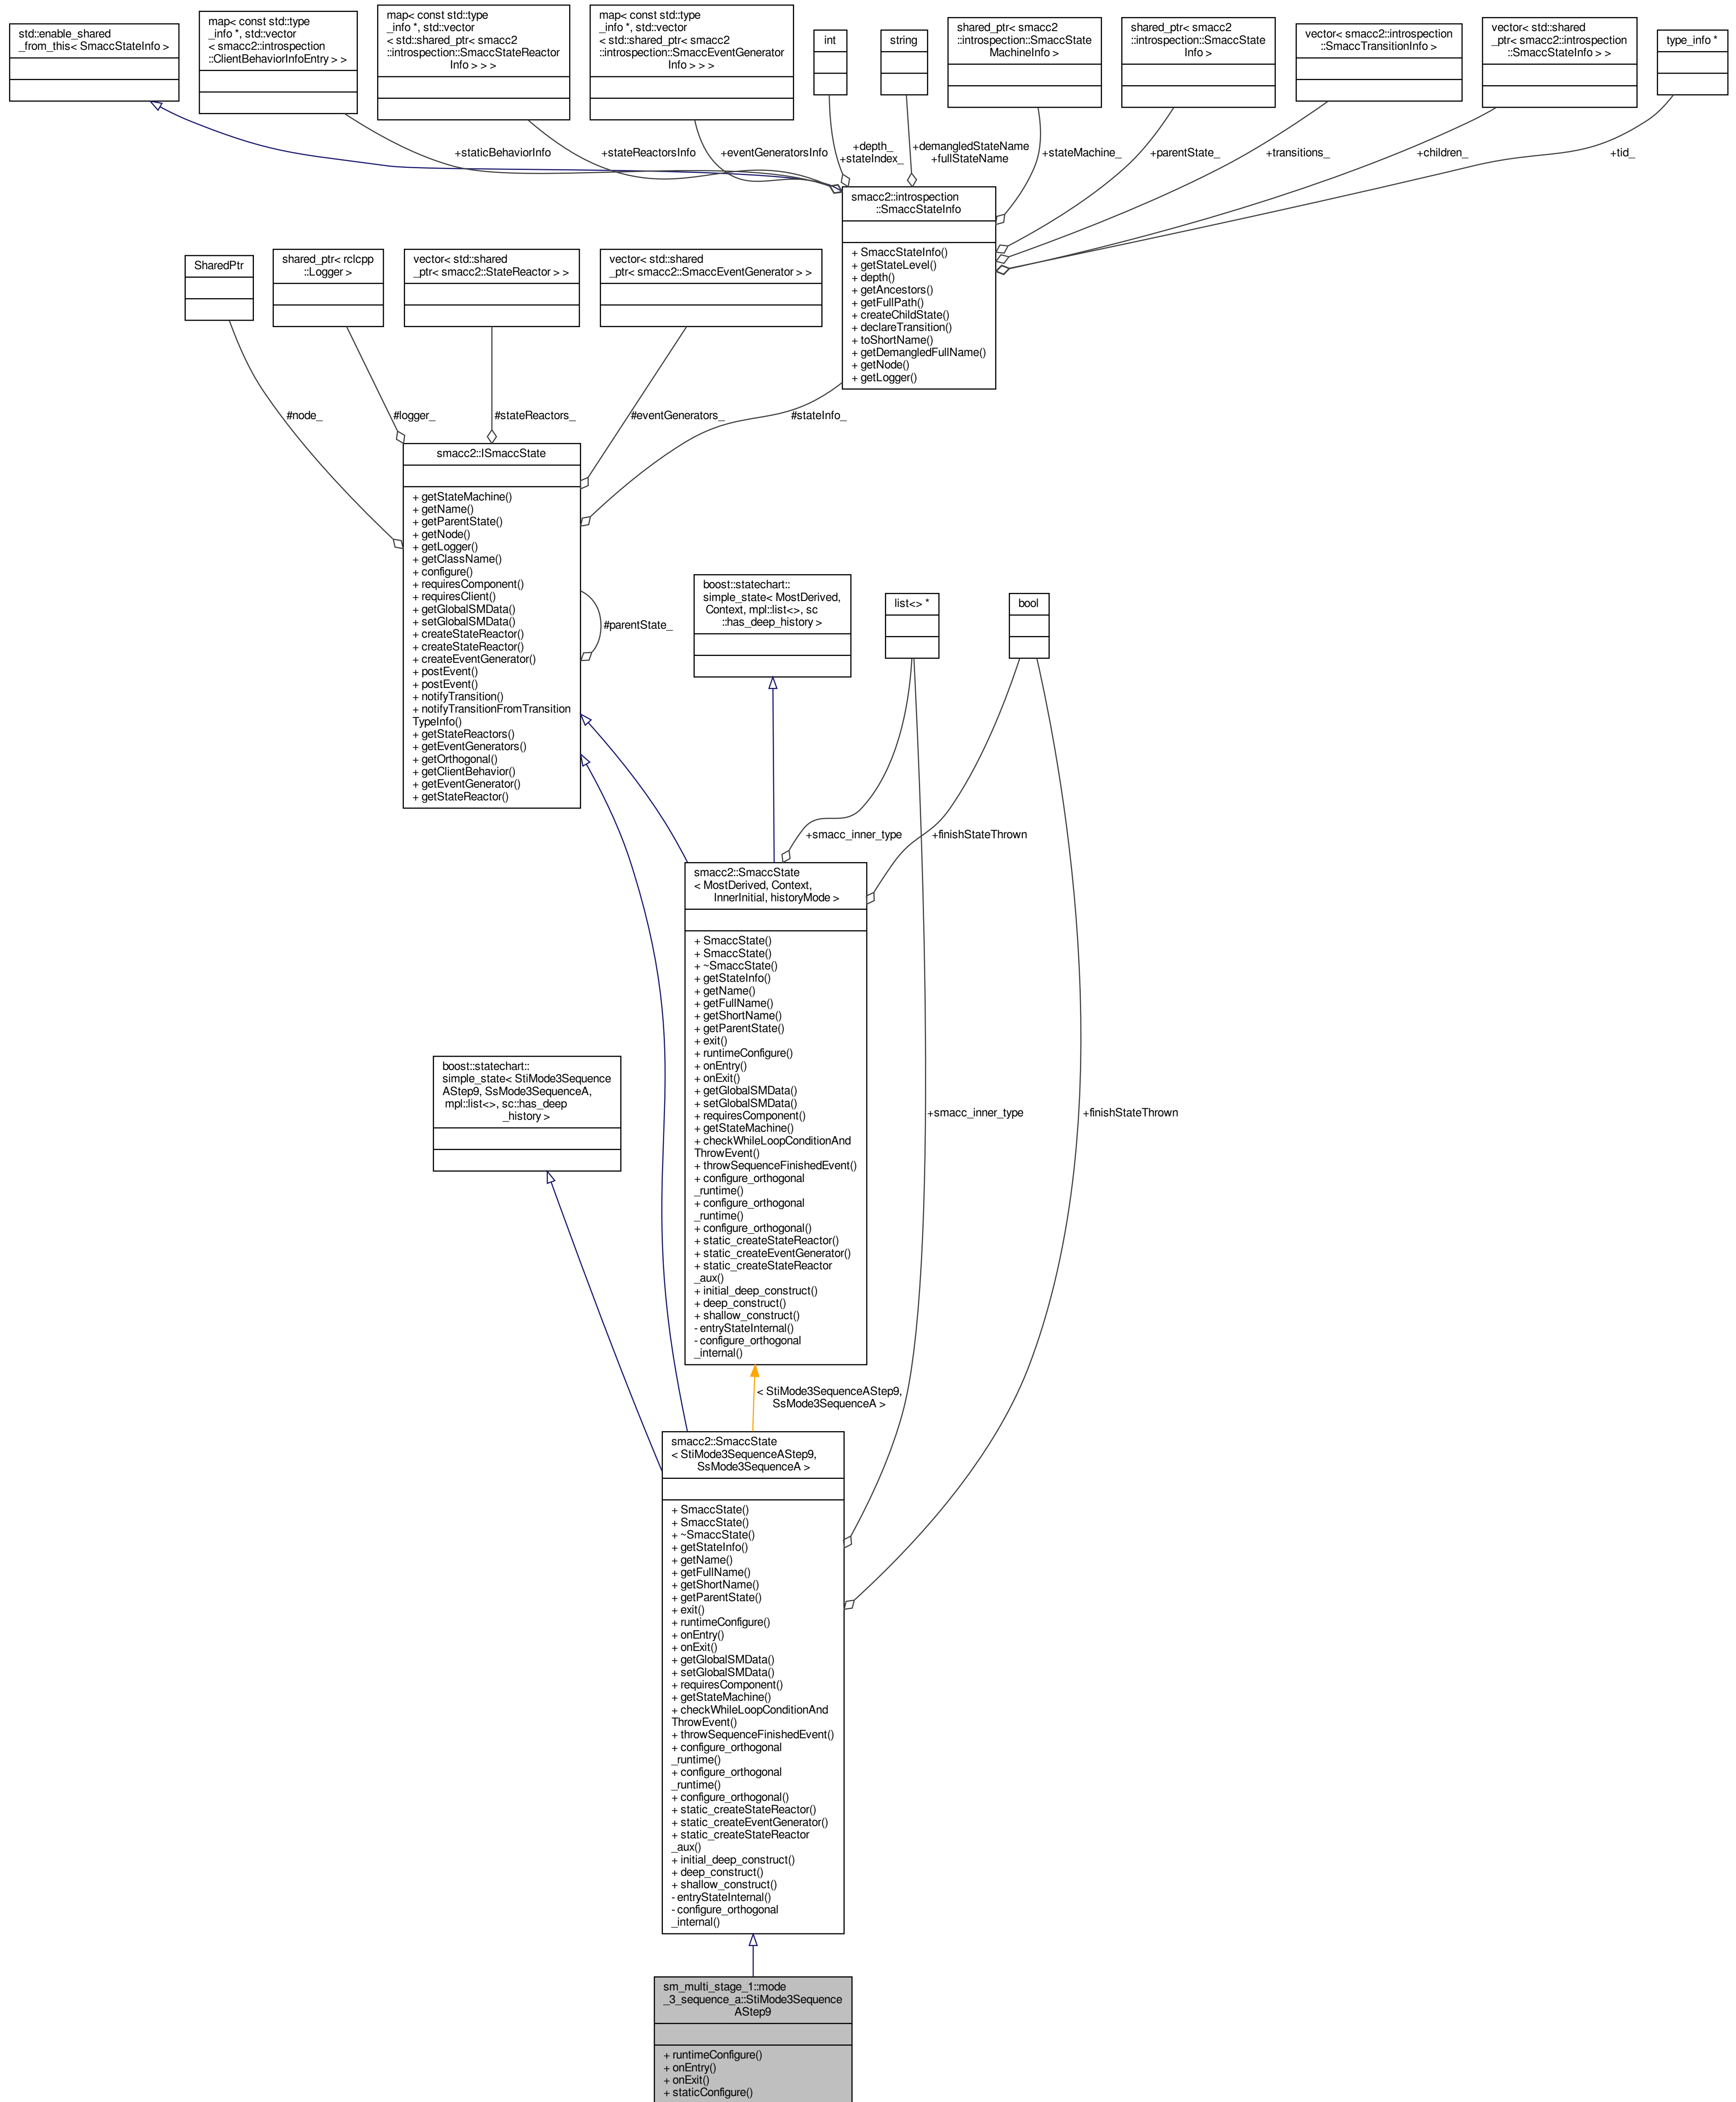 std::enable_shared
_from_this< SmaccStateInfo >
map< const std::type
_info *, std::vector
< smacc2::introspection
::ClientBehaviorInfoEntry > >
map< const std::type
_info *, std::vector
< std::shared_ptr< smacc2
::introspection::SmaccStateReactor
Info > > >
map< const std::type
_info *, std::vector
< std::shared_ptr< smacc2
::introspection::SmaccEventGenerator
Info > > >
int
string
shared_ptr< smacc2
::introspection::SmaccState
MachineInfo >
shared_ptr< smacc2
::introspection::SmaccState
Info >
vector< smacc2::introspection
::SmaccTransitionInfo >
vector< std::shared
_ptr< smacc2::introspection
::SmaccStateInfo > >
type_info *
+staticBehaviorInfo
+stateReactorsInfo
+eventGeneratorsInfo
+depth_
+stateIndex_
+demangledStateName
+fullStateName
+stateMachine_
+parentState_
+transitions_
+children_
+tid_
smacc2::introspection
::SmaccStateInfo
+ SmaccStateInfo()
+ getStateLevel()
+ depth()
+ getAncestors()
+ getFullPath()
+ createChildState()
+ declareTransition()
+ toShortName()
+ getDemangledFullName()
+ getNode()
+ getLogger()
SharedPtr
shared_ptr< rclcpp
::Logger >
vector< std::shared
_ptr< smacc2::StateReactor > >
vector< std::shared
_ptr< smacc2::SmaccEventGenerator > >
#node_
#logger_
#stateReactors_
#eventGenerators_
#stateInfo_
smacc2::ISmaccState
+ getStateMachine()
+ getName()
+ getParentState()
+ getNode()
+ getLogger()
+ getClassName()
+ configure()
+ requiresComponent()
+ requiresClient()
+ getGlobalSMData()
+ setGlobalSMData()
+ createStateReactor()
+ createStateReactor()
+ createEventGenerator()
+ postEvent()
+ postEvent()
+ notifyTransition()
+ notifyTransitionFromTransition
TypeInfo()
+ getStateReactors()
+ getEventGenerators()
+ getOrthogonal()
+ getClientBehavior()
+ getEventGenerator()
+ getStateReactor()
#parentState_
boost::statechart::
simple_state< MostDerived,
Context, mpl::list<>, sc
::has_deep_history >
list<> *
bool
+smacc_inner_type
+finishStateThrown
smacc2::SmaccState
< MostDerived, Context,
InnerInitial, historyMode >
+ SmaccState()
+ SmaccState()
+ ~SmaccState()
+ getStateInfo()
+ getName()
+ getFullName()
+ getShortName()
+ getParentState()
+ exit()
+ runtimeConfigure()
+ onEntry()
+ onExit()
+ getGlobalSMData()
+ setGlobalSMData()
+ requiresComponent()
+ getStateMachine()
+ checkWhileLoopConditionAnd
ThrowEvent()
+ throwSequenceFinishedEvent()
+ configure_orthogonal
_runtime()
+ configure_orthogonal
_runtime()
+ configure_orthogonal()
+ static_createStateReactor()
+ static_createEventGenerator()
+ static_createStateReactor
_aux()
+ initial_deep_construct()
+ deep_construct()
+ shallow_construct()
- entryStateInternal()
- configure_orthogonal
_internal()
boost::statechart::
simple_state< StiMode3Sequence
AStep9, SsMode3SequenceA,
mpl::list<>, sc::has_deep
_history >
+smacc_inner_type
+finishStateThrown
< StiMode3SequenceAStep9,
SsMode3SequenceA >
smacc2::SmaccState
< StiMode3SequenceAStep9,
SsMode3SequenceA >
+ SmaccState()
+ SmaccState()
+ ~SmaccState()
+ getStateInfo()
+ getName()
+ getFullName()
+ getShortName()
+ getParentState()
+ exit()
+ runtimeConfigure()
+ onEntry()
+ onExit()
+ getGlobalSMData()
+ setGlobalSMData()
+ requiresComponent()
+ getStateMachine()
+ checkWhileLoopConditionAnd
ThrowEvent()
+ throwSequenceFinishedEvent()
+ configure_orthogonal
_runtime()
+ configure_orthogonal
_runtime()
+ configure_orthogonal()
+ static_createStateReactor()
+ static_createEventGenerator()
+ static_createStateReactor
_aux()
+ initial_deep_construct()
+ deep_construct()
+ shallow_construct()
- entryStateInternal()
- configure_orthogonal
_internal()
sm_multi_stage_1::mode
_3_sequence_a::StiMode3Sequence
AStep9
+ runtimeConfigure()
+ onEntry()
+ onExit()
+ staticConfigure()